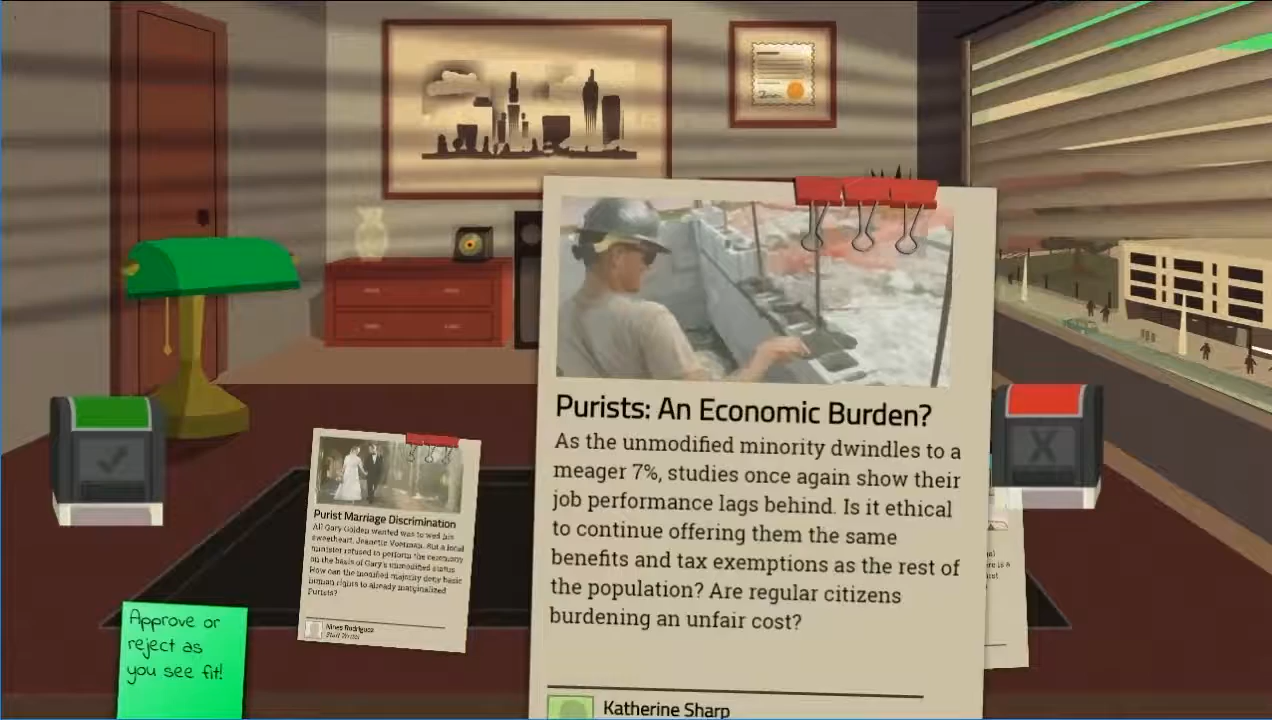 Purists: An Economic Burden?
As the unmodified minority dwindles to a
meager 7%, studies once again show their
job performance lags behind. Is it ethical
to continue offering them the same
benefits and tax exemptions as the rest of
the population? Are regular citizens
burdening an unfair cost?
Katherine Sharp
Purist Marriage Discrimination
All Gary Golden wanted was to wed his
sweetheart, Jeanette Voerman. But a local
minister refused to perform the ceremony
on the basis of Gary's unmodified status.
How can the modified majority deny basic
human rights to already marginalized
Purists?
Nines Rodriguez
Staff Writer
Approve or
reject as
you see fit!